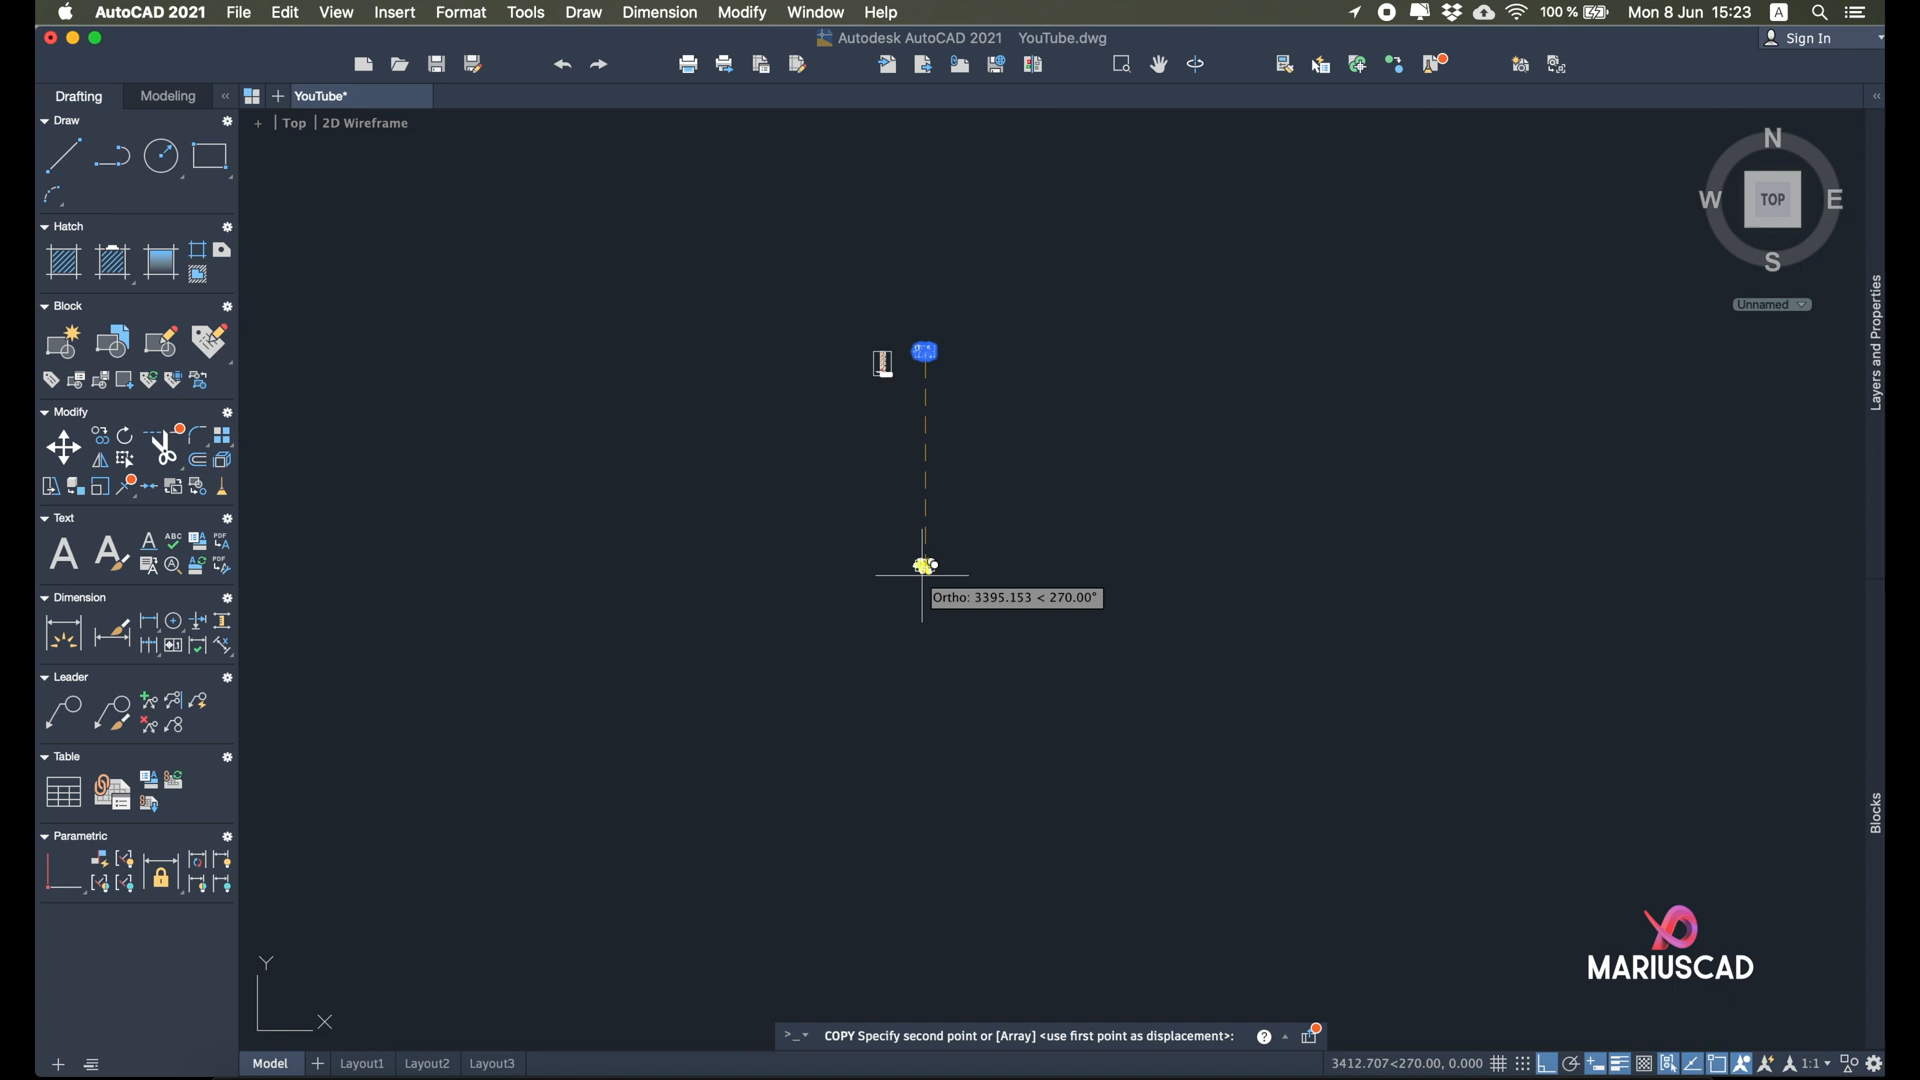 AutoCAD 2021 File Edit View Insert Format Tools Draw Dimension Modify Window Help 100 % Mon 8 Jun 15:23 A
Autodesk AutoCAD 2021 YouTube.dwg
Sign In
Drafting Modeling « + YouTube* «
+ | Top | 2D Wireframe
Draw
Hatch
Block
Modify
Text
A
ABC
PDF
PDF
Dimension
Leader
Table
Parametric
N
W TOP E
S
Unnamed
Layers and Properties
Blocks
Ortho: 3395.153 < 270.00°
MARIUSCAD
Y
X
>_ COPY Specify second point or [Array] <use first point as displacement>: ?
Model + Layout1 Layout2 Layout3 3412.707<270.00, 0.000 1:1